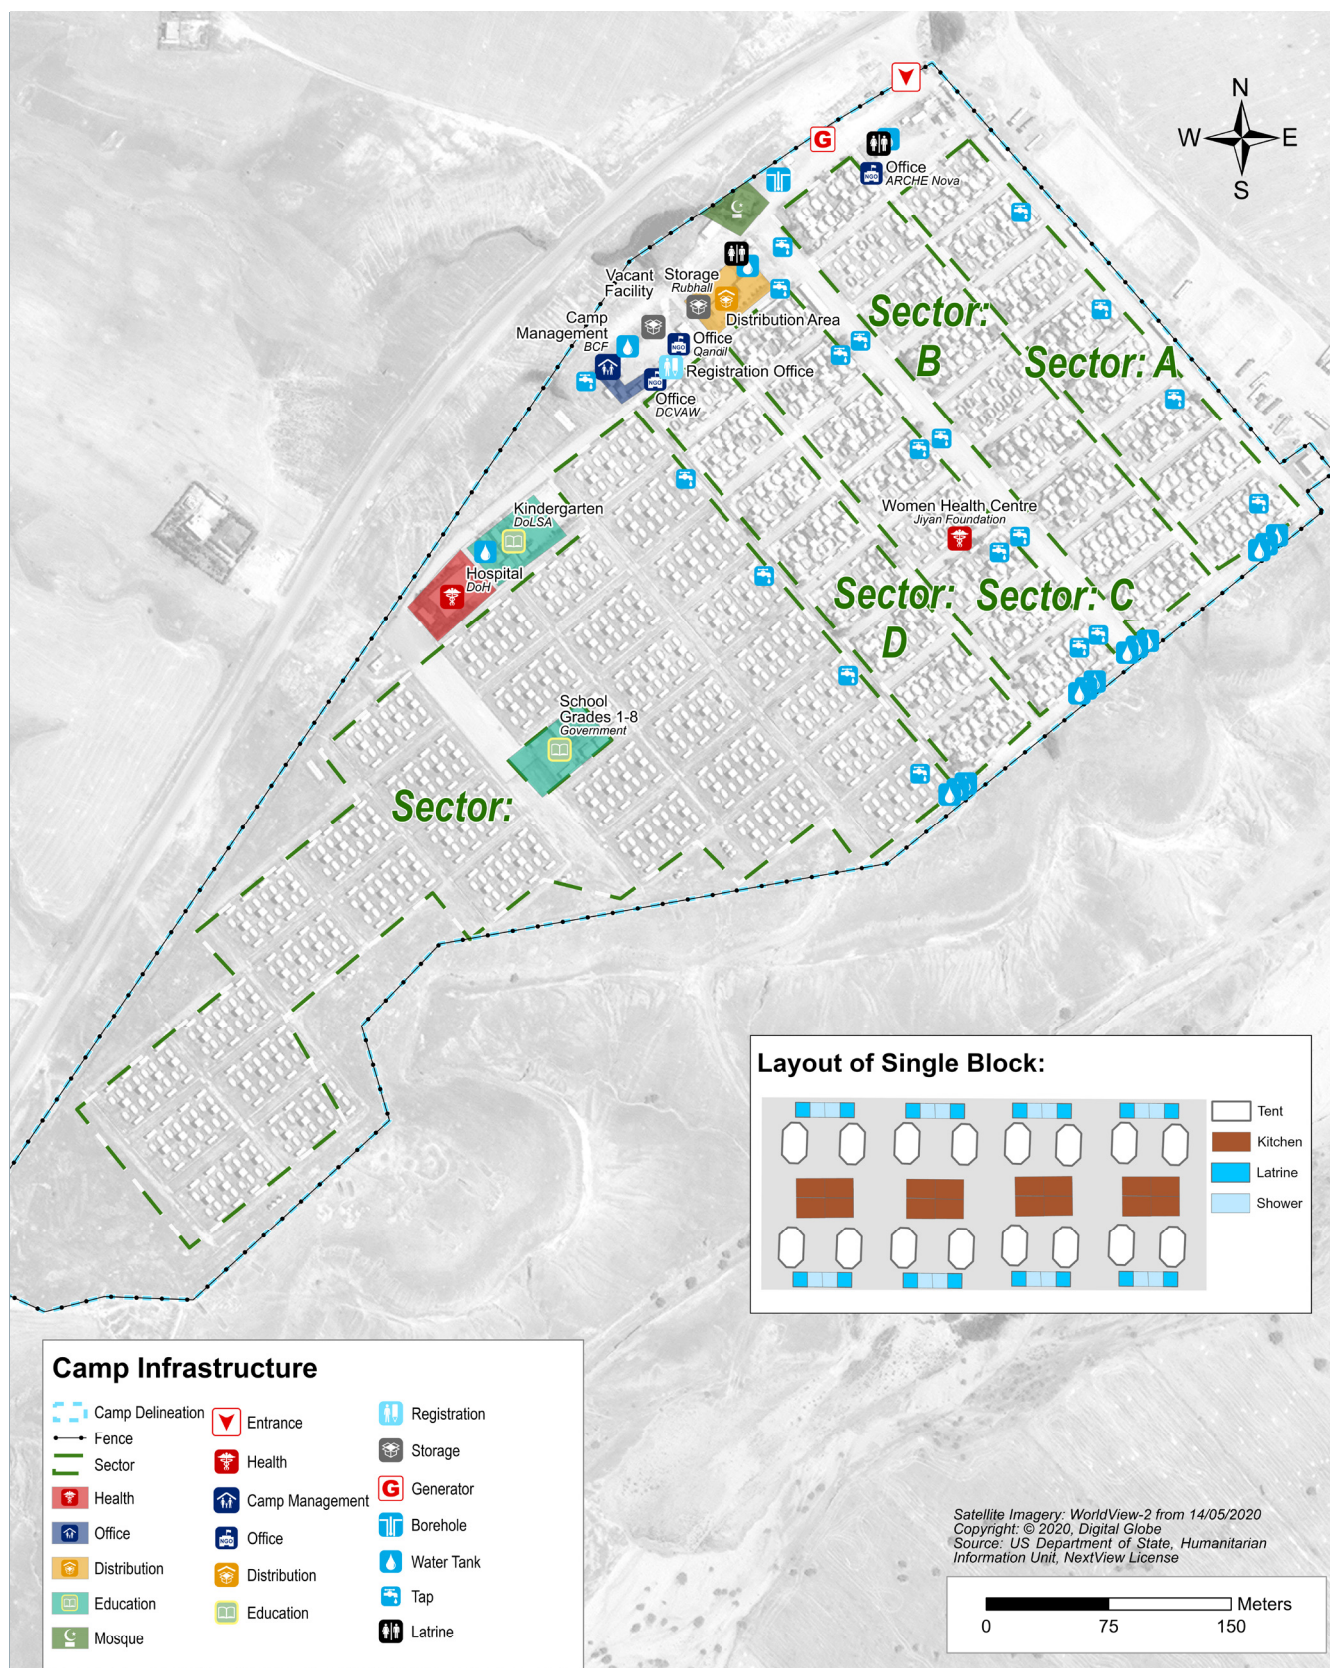 N
W E
S
G
Office
ARCHE Nova
NGO
Vacant
Facility
Storage
Rubhall
Distribution Area
Camp
Management
BCF
Office
Qandil
NGO
Registration Office
NGO
Office
DCVAW
Sector:
B
Sector: A
Women Health Centre
Jiyan Foundation
Kindergarten
DoLSA
Hospital
DoH
Sector:
D
Sector: C
School
Grades 1-8
Government
Sector:
Layout of Single Block:
Tent
Kitchen
Latrine
Shower
Camp Infrastructure
Camp Delineation
Fence
Sector
Health
Office
Distribution
Education
Mosque
Entrance
Health
Camp Management
NGO
Office
Distribution
Education
Registration
Storage
G
Generator
Borehole
Water Tank
Tap
Latrine
Satellite Imagery: WorldView-2 from 14/05/2020
Copyright: © 2020, Digital Globe
Source: US Department of State, Humanitarian
Information Unit, NextView License
Meters
0 75 150